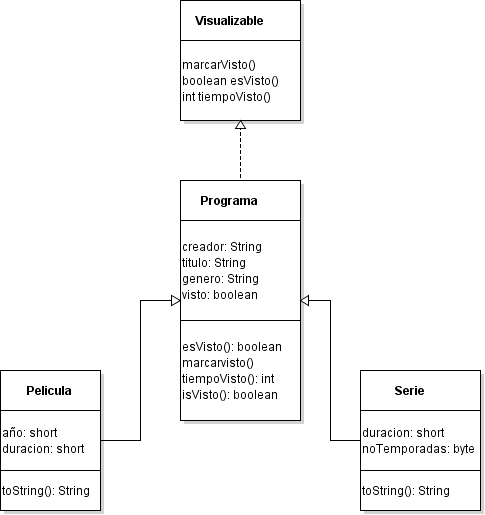 Visualizable
marcarVisto()
boolean esVisto()
int tiempoVisto()
Programa
creador: String
titulo: String
genero: String
visto: boolean
esVisto(): boolean
marcarvisto()
tiempoVisto(): int
isVisto(): boolean
Pelicula
año: short
duracion: short
toString(): String
Serie
duracion: short
noTemporadas: byte
toString(): String